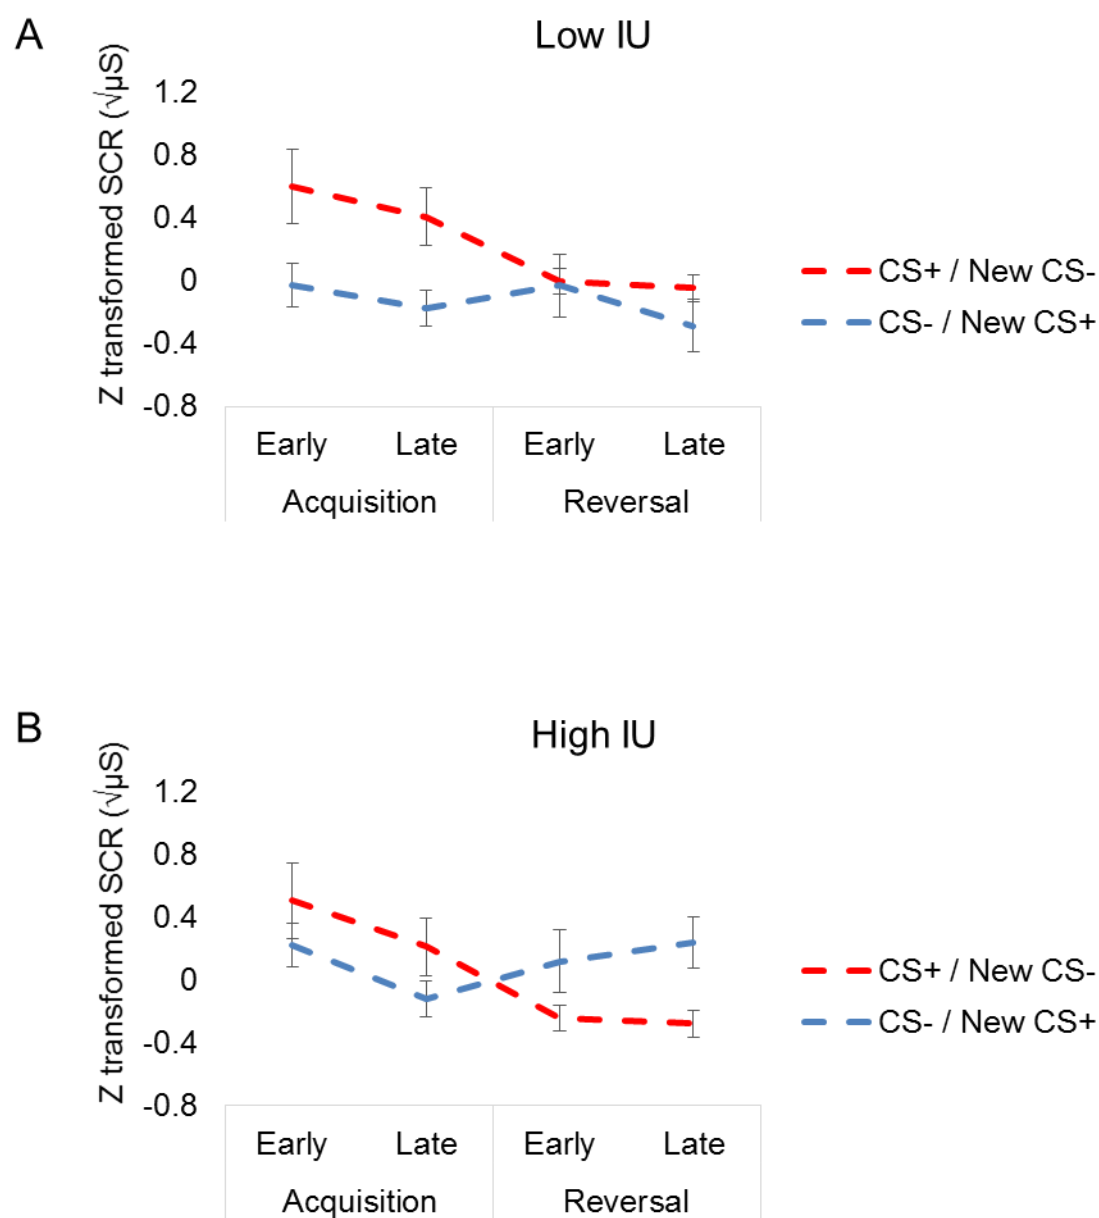 A
Low IU
Z transformed SCR (√µS)
1.2
0.8
0.4
0
-0.4
-0.8
Early Late Early Late
Acquisition Reversal
CS+ / New CS-
CS- / New CS+
B
High IU
Z transformed SCR (√µS)
1.2
0.8
0.4
0
-0.4
-0.8
Early Late Early Late
Acquisition Reversal
CS+ / New CS-
CS- / New CS+